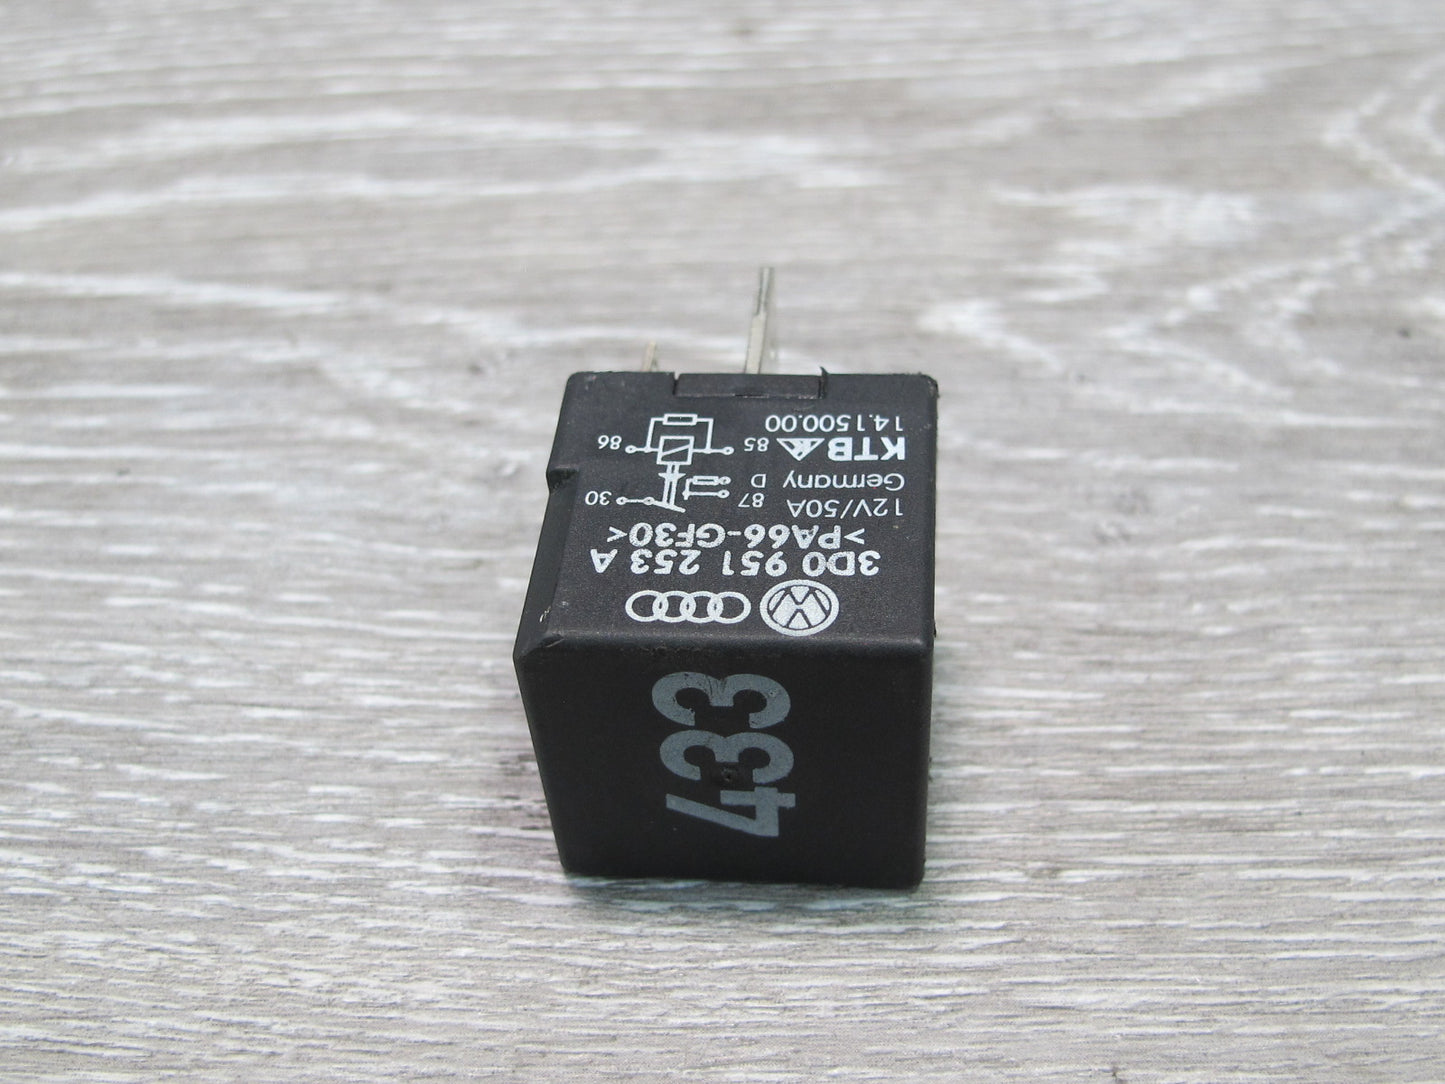 14.1500.00
KTB
Germany
12V/50A
86
85
30
87
D
>PA66-GF30<
3D0 951 253 A
433